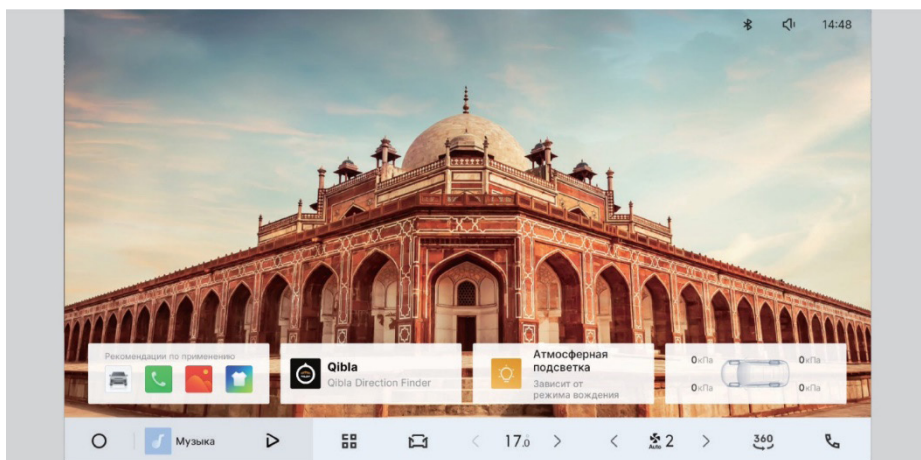 14:48
Рекомендации по применению
Qibla
Qibla Direction Finder
Атмосферная
подсветка
Зависит от
режима вождения
0кПа
0кПа
0кПа
0кПа
Музыка
17.0
Auto
2
360